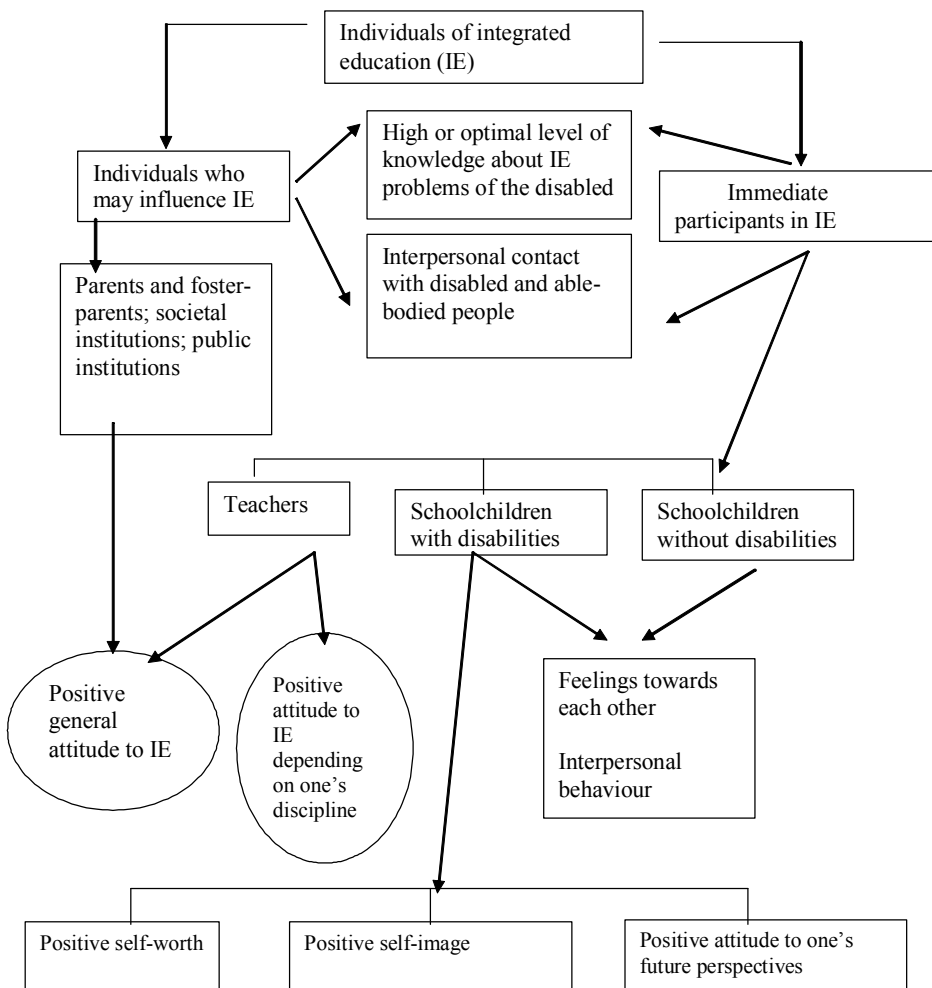 Individuals of integrated
education (IE)
High or optimal level of
knowledge about IE
problems of the disabled
Individuals who
may influence IE
Immediate
participants in IE
Interpersonal contact
with disabled and able-
bodied people
Parents and foster-
parents; societal
institutions; public
institutions
Teachers
Schoolchildren
with disabilities
Schoolchildren
without disabilities
Positive
general
attitude to IE
Positive
attitude to
IE
depending
on one's
discipline
Feelings towards
each other
Interpersonal
behaviour
Positive self-worth
Positive self-image
Positive attitude to one's
future perspectives